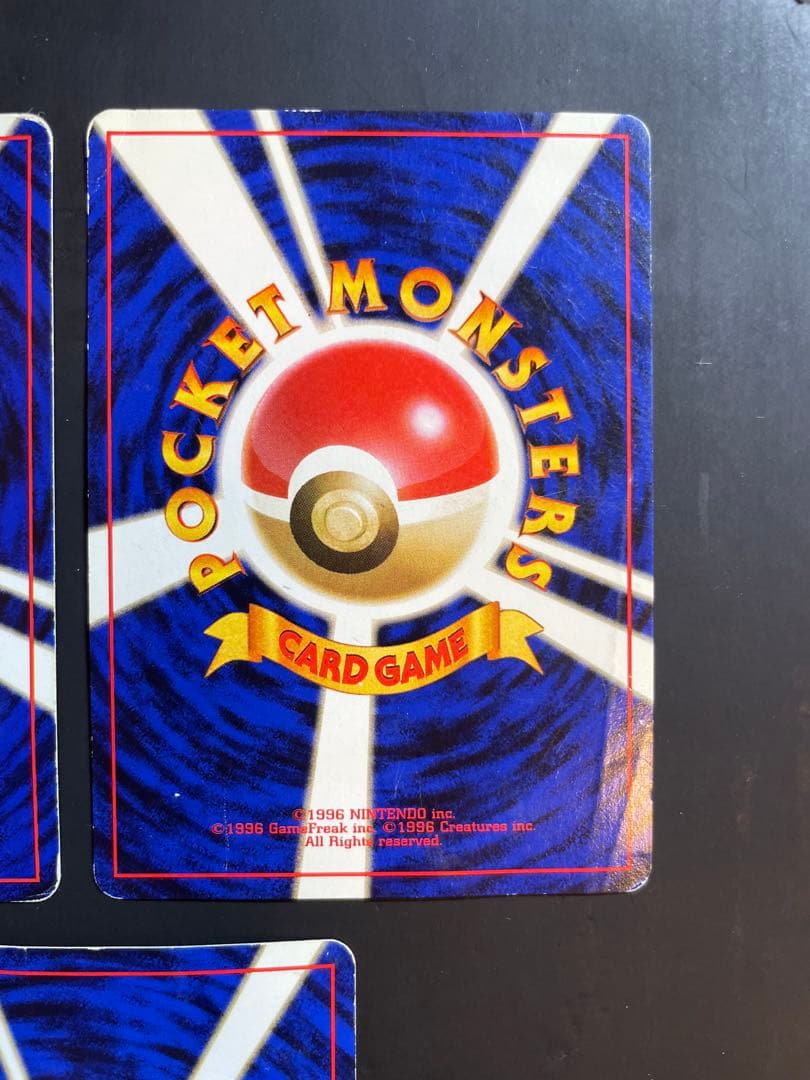 POCKET MONSTERS
CARD GAME
©1996 NINTENDO inc.
©1996 GameFreak inc. ©1996 Creatures inc.
All Rights reserved.